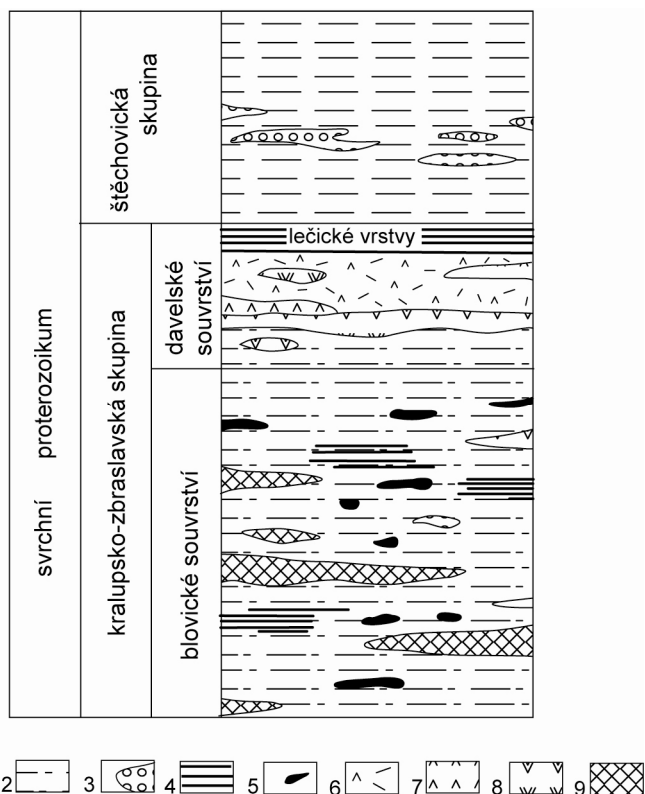 štěchovická
skupina
lečické vrstvy
davelské
souvrství
svrchní proterozoikum
kralupsko-zbraslavská skupina
blovické souvrství
2 3 4 5 6 7 8 9